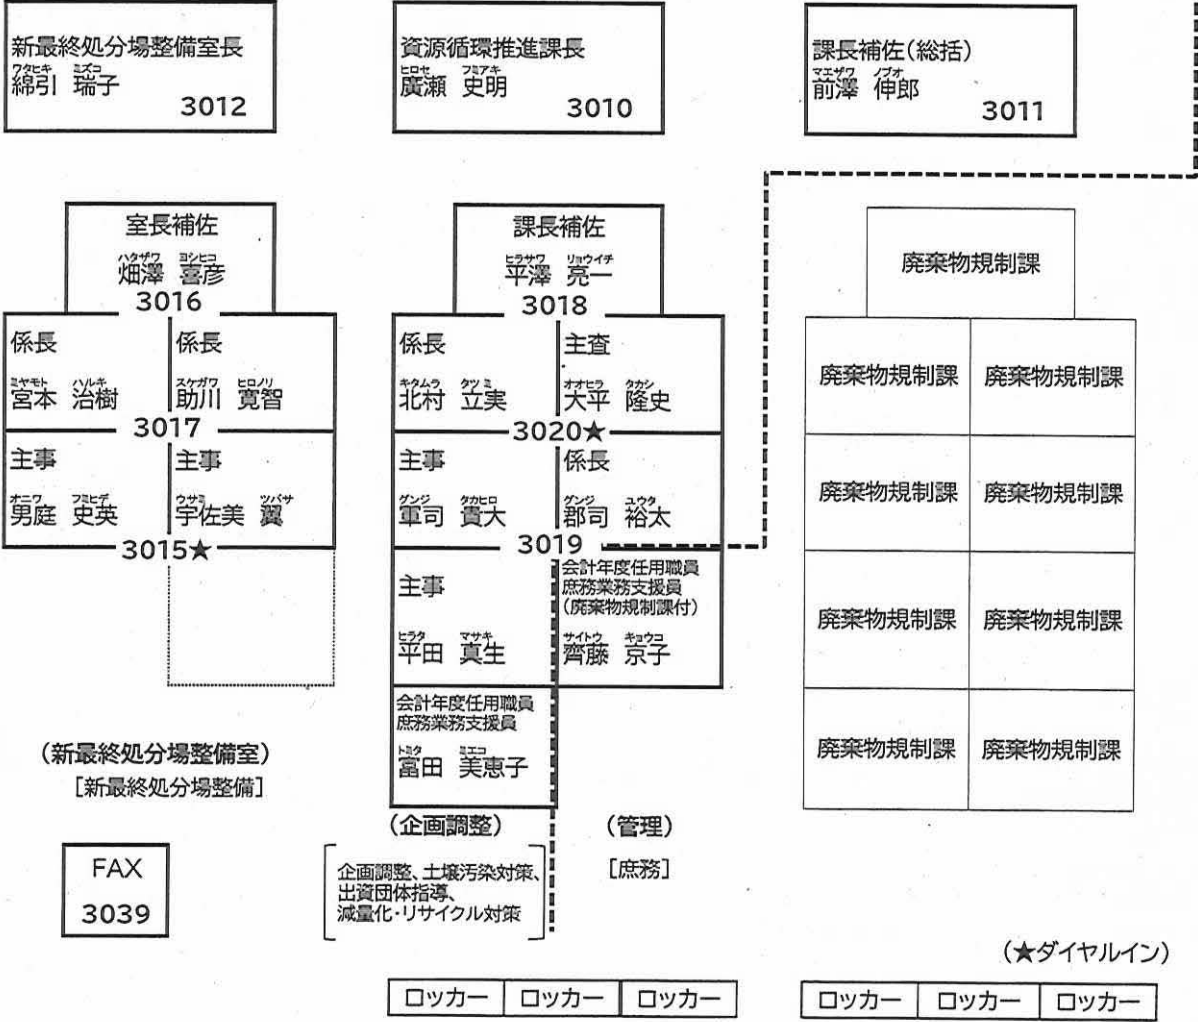 新最終処分場整備室長
ワタヒキ ミズコ
綿引 瑞子
3012
資源循環推進課長
ヒロセ フミアキ
廣瀬 史明
3010
課長補佐(総括)
マエザワ ノブオ
前澤 伸郎
3011
室長補佐
ハタザワ ヨシヒコ
畑澤 喜彦
3016
係長
ミヤモト ハルキ
宮本 治樹
係長
スケガワ ヒロノリ
助川 寛智
3017
主事
オニワ フミヒデ
男庭 史英
主事
ウサミ ツバサ
宇佐美 翼
3015★
(新最終処分場整備室)
[新最終処分場整備]
FAX
3039
課長補佐
ヒラサワ リョウイチ
平澤 亮一
3018
係長
キタムラ タツミ
北村 立実
主査
オオヒラ タカシ
大平 隆史
3020★
主事
グンジ タカヒロ
軍司 貴大
係長
グンジ ユウタ
郡司 裕太
3019
主事
ヒラタ マサキ
平田 真生
会計年度任用職員
庶務業務支援員
(廃棄物規制課付)
サイトウ キョウコ
齊藤 京子
会計年度任用職員
庶務業務支援員
トミタ ミエコ
富田 美恵子
(企画調整)
企画調整、土壌汚染対策、
出資団体指導、
減量化・リサイクル対策
(管理)
[庶務]
廃棄物規制課
廃棄物規制課 廃棄物規制課
廃棄物規制課 廃棄物規制課
廃棄物規制課 廃棄物規制課
廃棄物規制課 廃棄物規制課
(★ダイヤルイン)
ロッカー ロッカー ロッカー
ロッカー ロッカー ロッカー